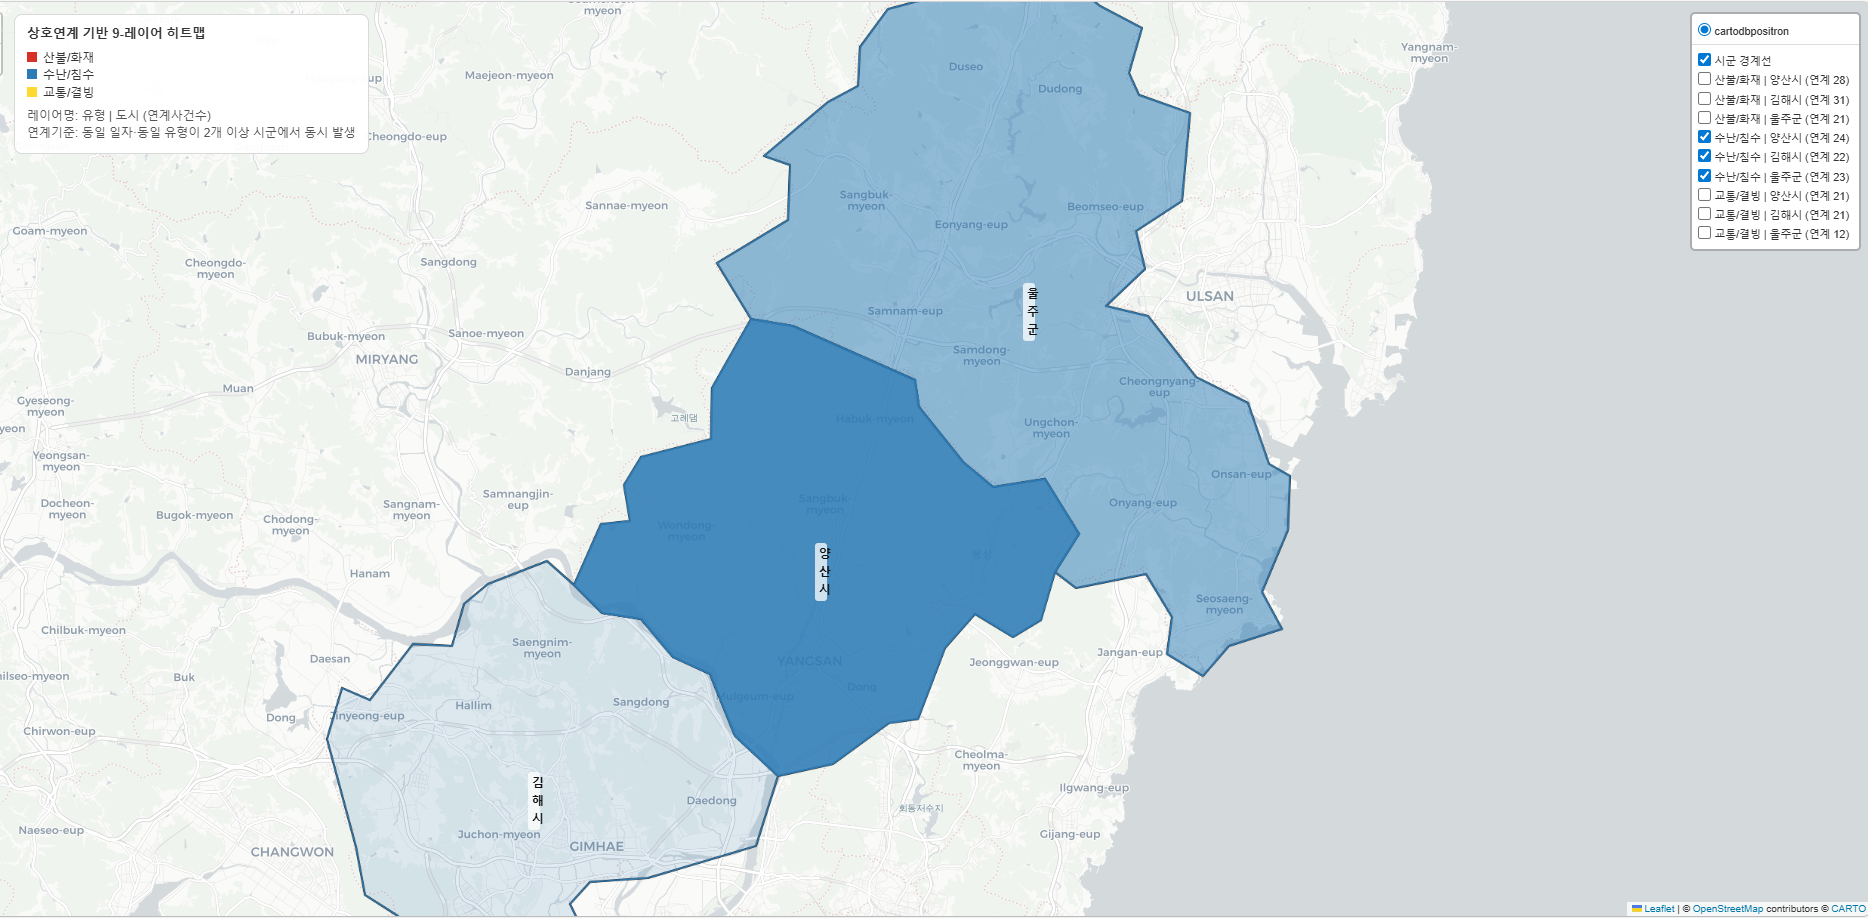 상호연계 기반 9-레이어 히트맵
산불/화재
수난/침수
교통/결빙
레이어명: 유형 | 도시 (연계사건수)
연계기준: 동일 일자·동일 유형이 2개 이상 시군에서 동시 발생
cartodbpositron
시군 경계선
산불/화재 | 양산시 (연계 28)
산불/화재 | 김해시 (연계 31)
산불/화재 | 울주군 (연계 21)
수난/침수 | 양산시 (연계 24)
수난/침수 | 김해시 (연계 22)
수난/침수 | 울주군 (연계 23)
교통/결빙 | 양산시 (연계 21)
교통/결빙 | 김해시 (연계 21)
교통/결빙 | 울주군 (연계 12)
myeon
Yangnam-
myeon
Duseo
Maejeon-myeon
Dudong
Cheongdo-eup
Sangbuk-
myeon
Sannae-myeon
Beomseo-eup
Eonyang-eup
Goam-myeon
Cheongdo-
myeon
Sangdong
ULSAN
울
주
군
Samnam-eup
Bubuk-myeon
Sanoe-myeon
MIRYANG
Samdong-
myeon
Danjang
Cheongnyang-
eup
Muan
Gyeseong-
myeon
고례댐
Habuk-myeon
Ungchon-
myeon
yeon
Yeongsan-
myeon
Onsan-eup
Samnangjin-
eup
Sangbuk-
myeon
Docheon-
myeon
Sangnam-
myeon
Onyang-eup
Bugok-myeon
Chodong-
myeon
Wondong-
myeon
양
산
시
Hanam
Seosaeng-
myeon
Chilbuk-myeon
Saengnim-
myeon
Daesan
YANGSAN
Jeonggwan-eup
Jangan-eup
ilseo-myeon
Buk
Dong
Mulgeum-eup
Hallim
Sangdong
Dong
Jinyeong-eup
Chirwon-eup
Cheolma-
myeon
김
해
시
Ilgwang-eup
Daedong
회동저수지
Naeseo-eup
Juchon-myeon
Gijang-eup
CHANGWON
GIMHAE
Leaflet | © OpenStreetMap contributors © CARTO